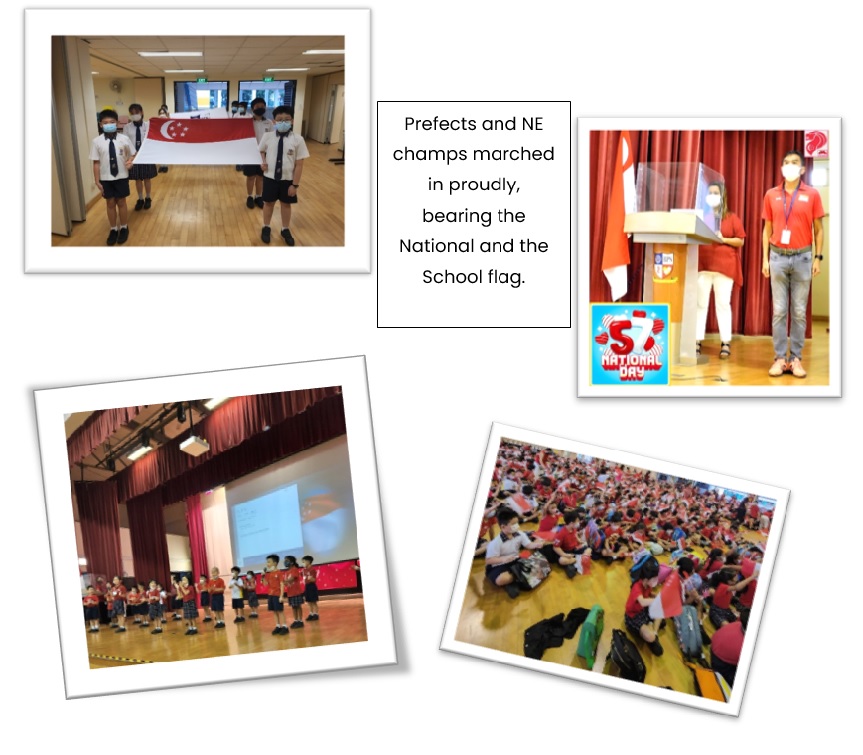 Prefects and NE
champs marched
in proudly,
bearing the
National and the
School flag.
57
NATIONAL
DAY